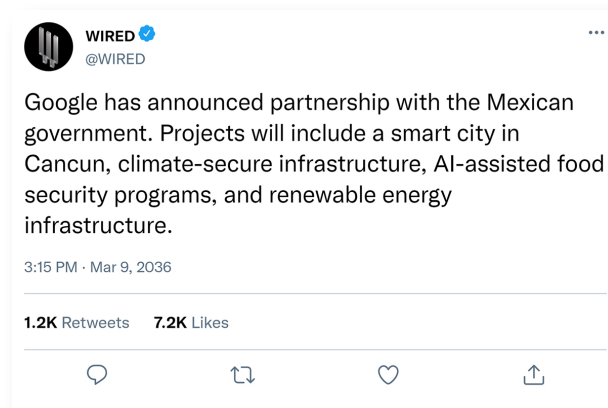 WIRED
@WIRED
Google has announced partnership with the Mexican
government. Projects will include a smart city in
Cancun, climate-secure infrastructure, AI-assisted food
security programs, and renewable energy
infrastructure.
3:15 PM · Mar 9, 2036
1.2K Retweets 7.2K Likes